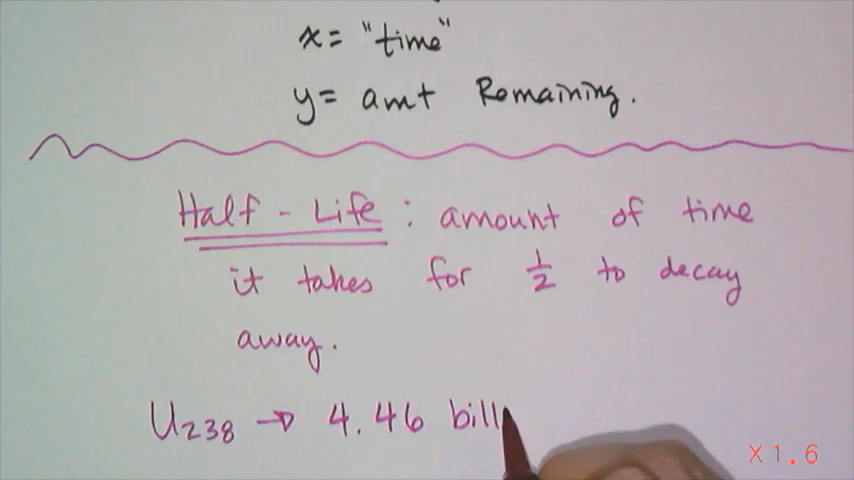 x = "time"
y = amt Remaining.
Half - Life : amount of time
it takes for 1/2 to decay
away.
U238 → 4.46 bill
X1.6